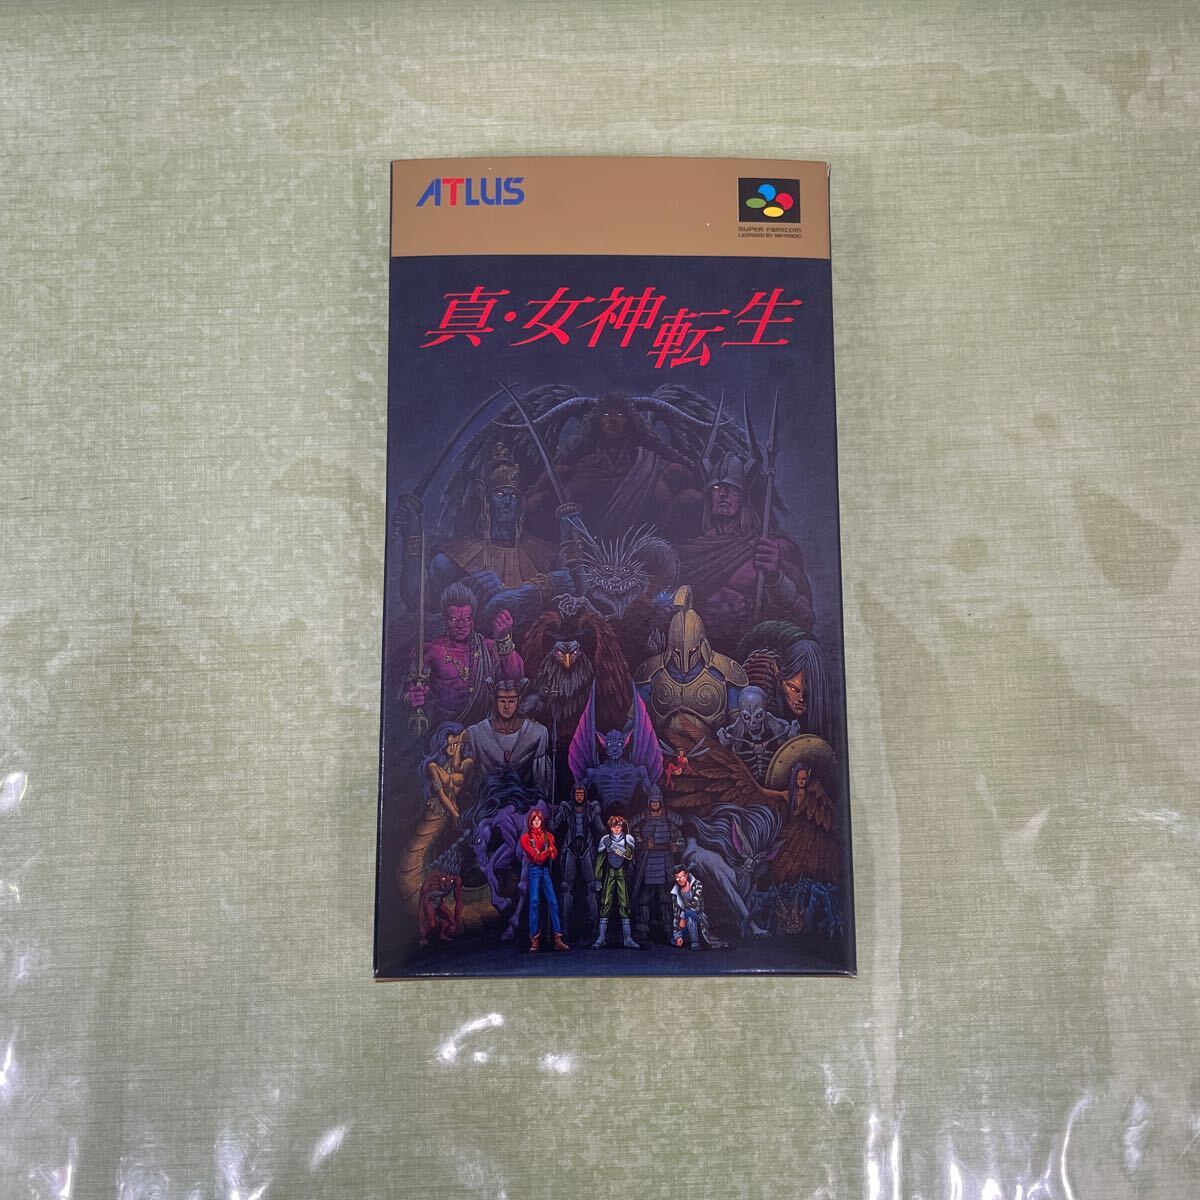 ATLUS
SUPER FAMICOM
LICENSED BY NINTENDO
真・女神転生